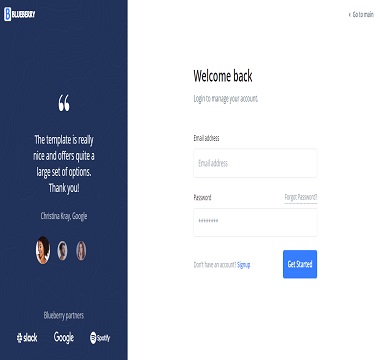 BLUEBERRY
‹ Go to main
“
The template is really
nice and offers quite a
large set of options.
Thank you!
Christina Kray, Google
Blueberry partners
slack
Google
Spotify
Welcome back
Login to manage your account.
Email address
Email address
Password
Forgot Password?
********
Don't have an account? Signup
Get Started